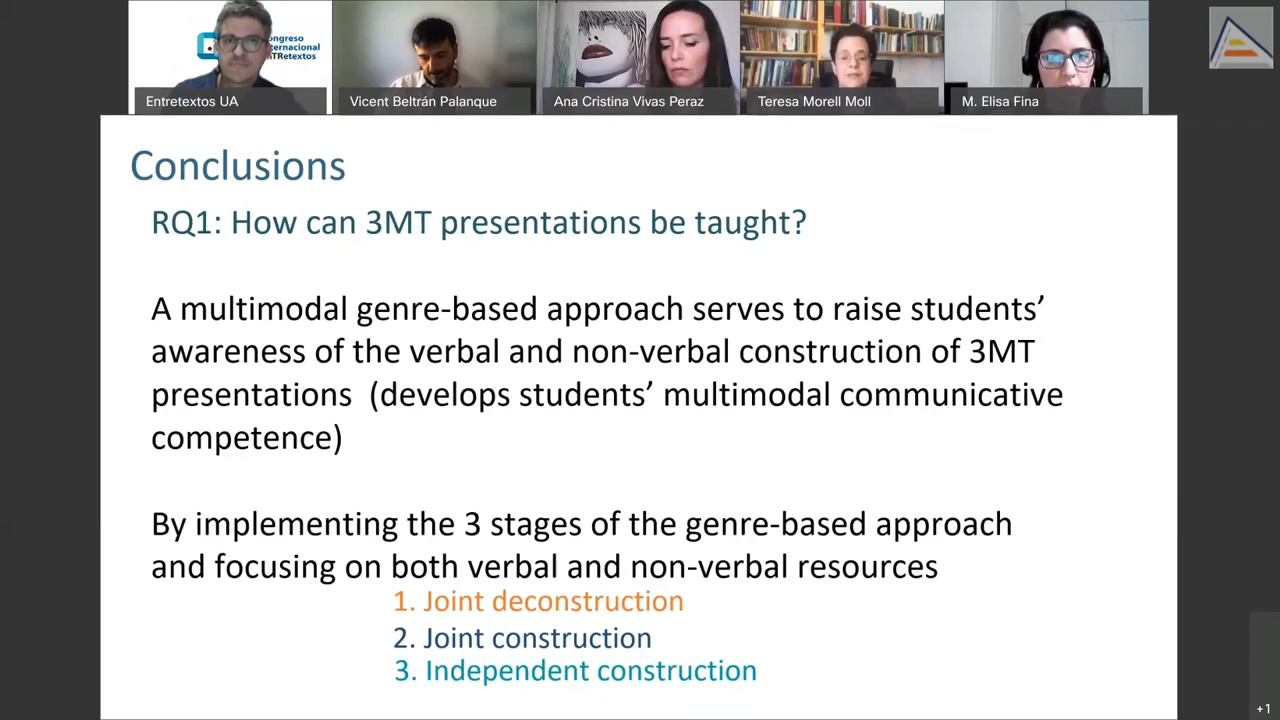 ongreso
nternacional
NTRetextos
Entretextos UA
Vicent Beltrán Palanque
Ana Cristina Vivas Peraz
Teresa Morell Moll
M. Elisa Fina
Conclusions
RQ1: How can 3MT presentations be taught?
A multimodal genre-based approach serves to raise students’
awareness of the verbal and non-verbal construction of 3MT
presentations (develops students’ multimodal communicative
competence)
By implementing the 3 stages of the genre-based approach
and focusing on both verbal and non-verbal resources
1. Joint deconstruction
2. Joint construction
3. Independent construction
+1